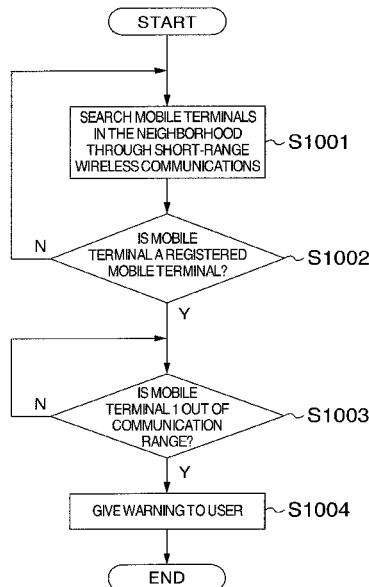 START
SEARCH MOBILE TERMINALS
IN THE NEIGHBORHOOD
THROUGH SHORT-RANGE
WIRELESS COMMUNICATIONS
S1001
IS MOBILE
TERMINAL A REGISTERED
MOBILE TERMINAL?
S1002
N
Y
IS MOBILE
TERMINAL 1 OUT OF
COMMUNICATION
RANGE?
S1003
N
Y
GIVE WARNING TO USER
S1004
END